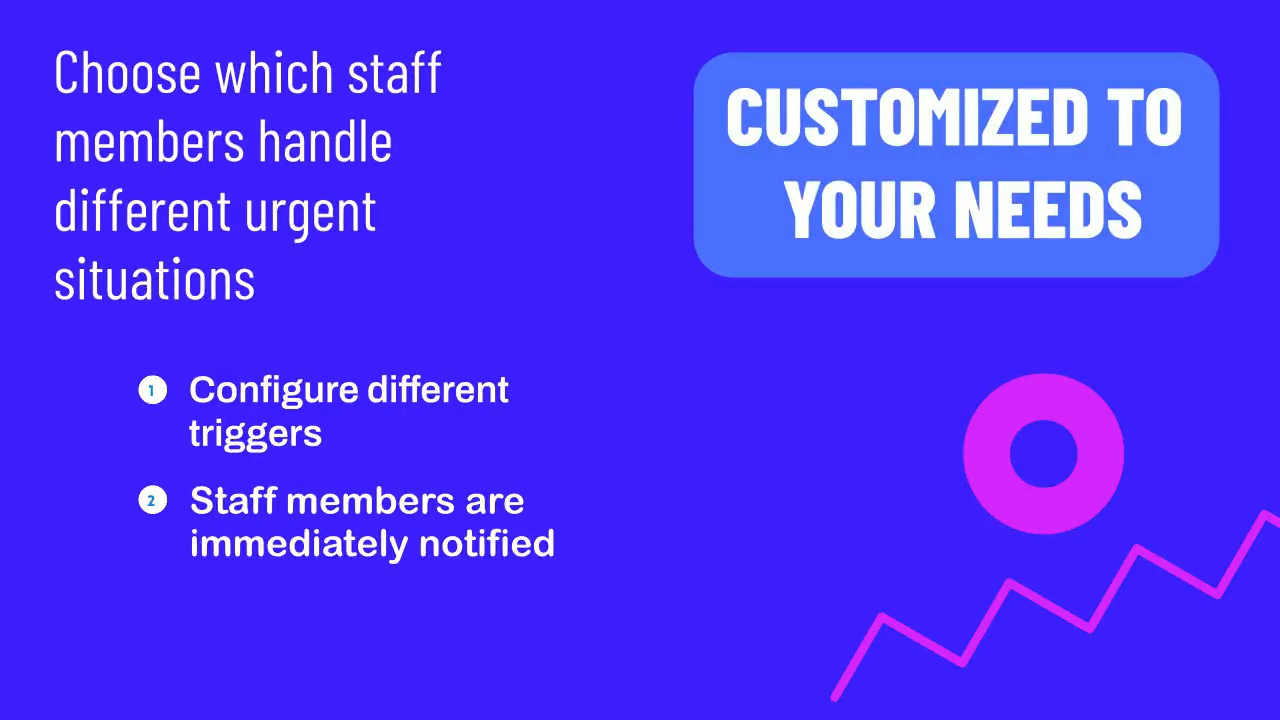 Choose which staff
members handle
different urgent
situations
CUSTOMIZED TO
YOUR NEEDS
1 Configure different
triggers
2 Staff members are
immediately notified